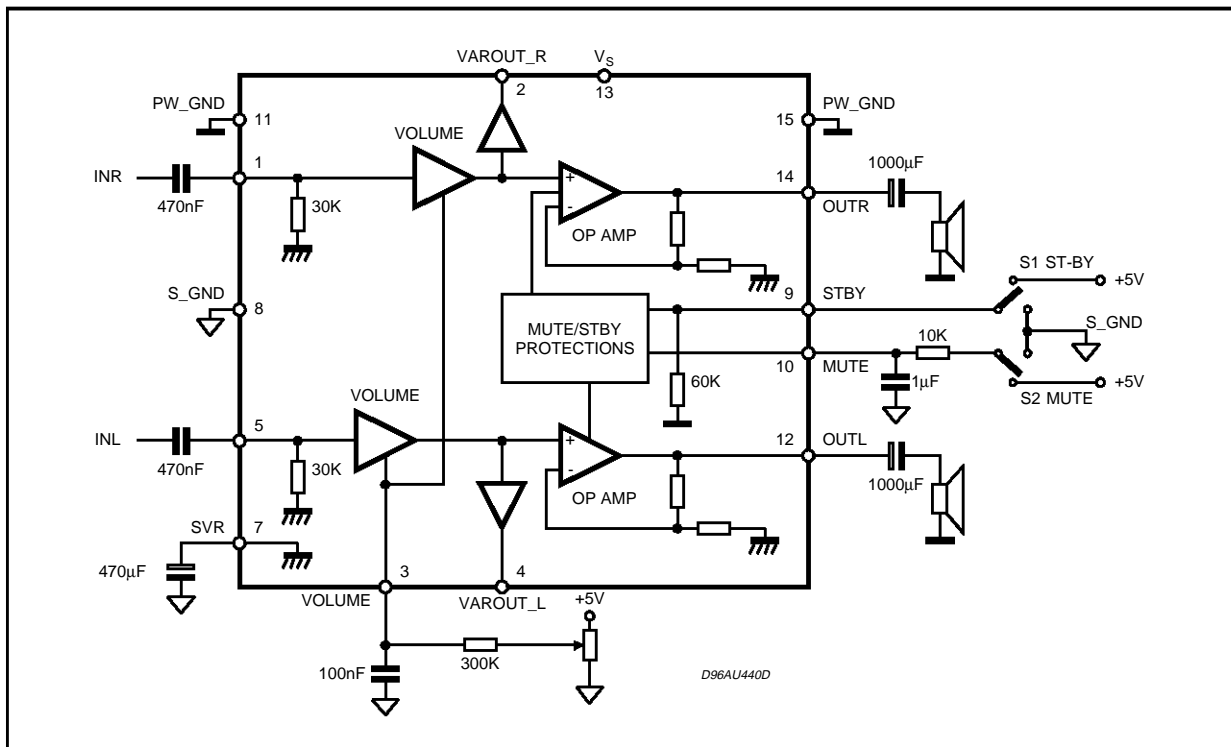 VAROUT_R
VS
2
13
PW_GND
11
15
PW_GND
VOLUME
1000µF
INR
1
14
470nF
30K
OUTR
OP AMP
S1 ST-BY
+5V
S_GND
9
STBY
8
MUTE/STBY
PROTECTIONS
S_GND
10K
10
MUTE
60K
1µF
+5V
VOLUME
S2 MUTE
INL
5
12
OUTL
470nF
30K
1000µF
OP AMP
SVR
7
470µF
3
4
VOLUME
VAROUT_L
+5V
300K
100nF
D96AU440D
+
-
+
-